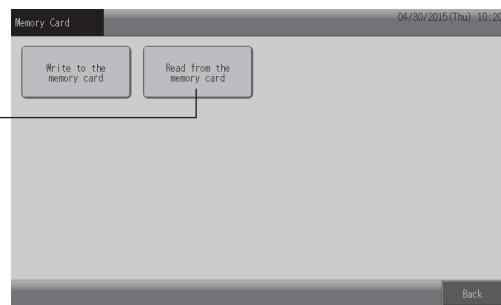 Memory Card
04/30/2015(Thu) 10:20
Write to the
memory card
Read from the
memory card
Back